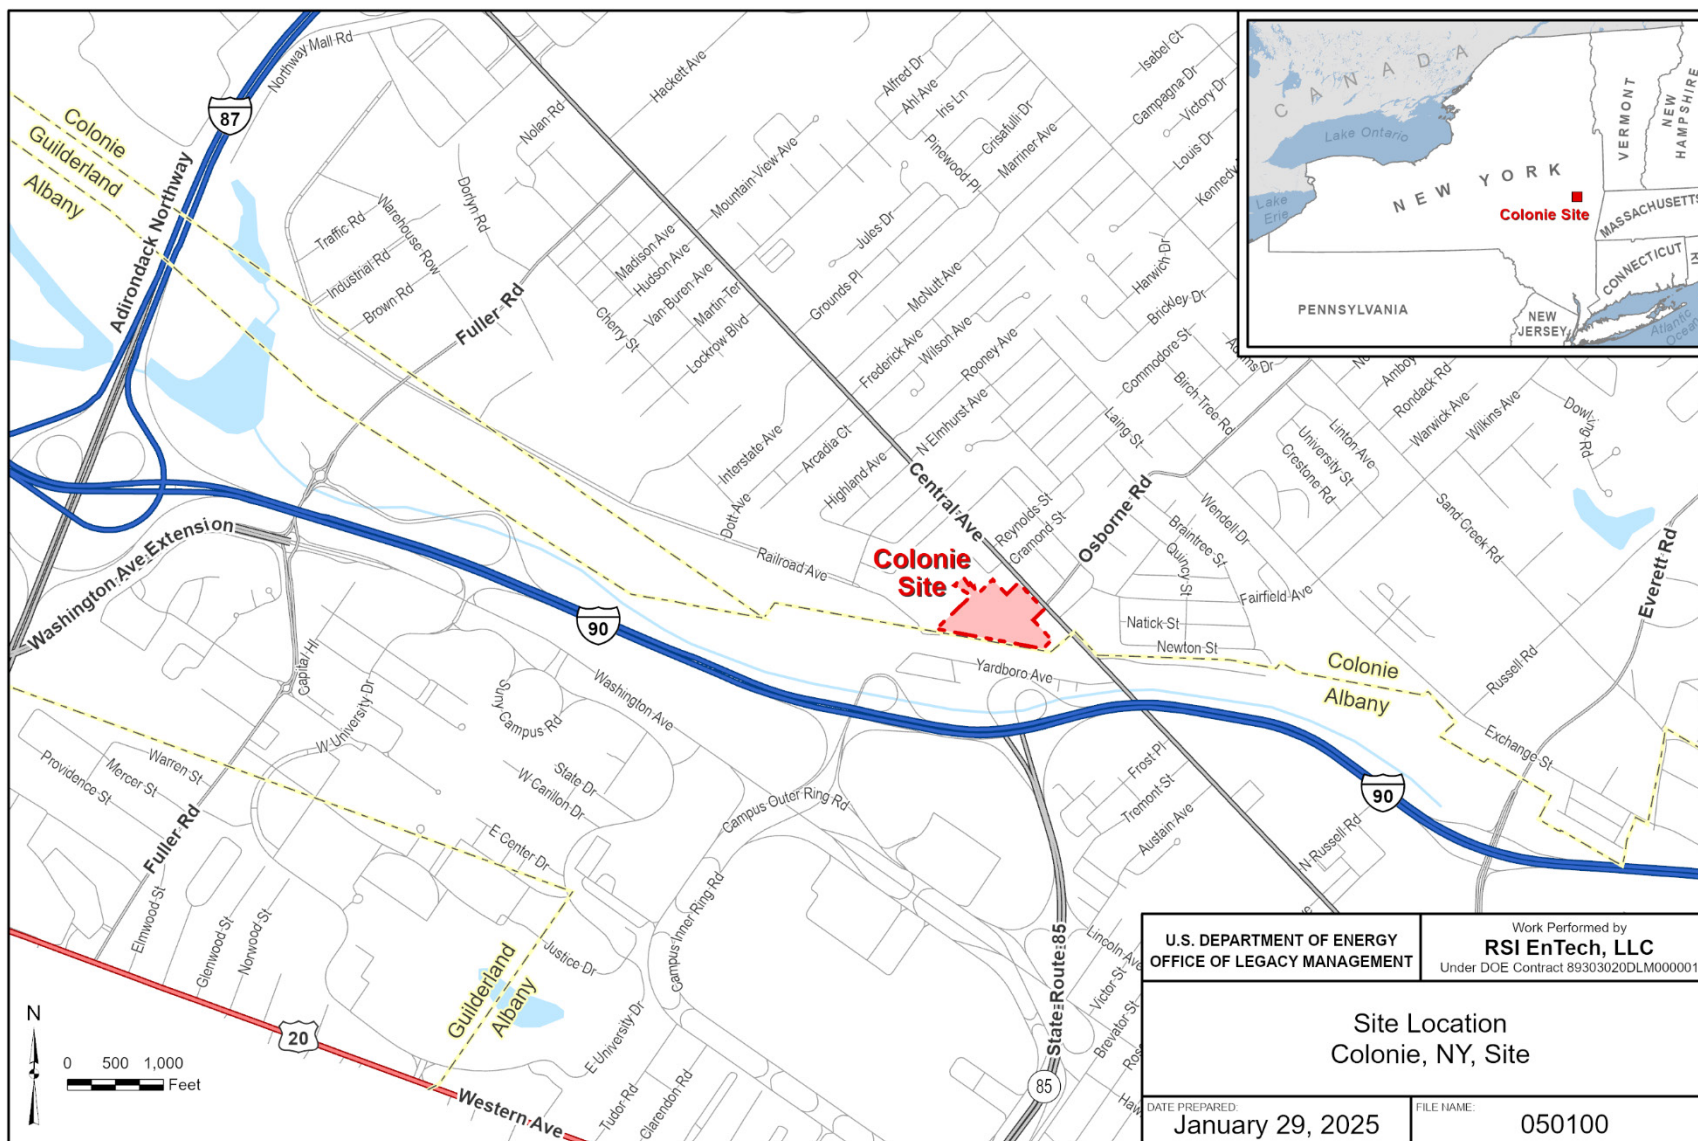 Northway Mall Rd
87
Adirondack Northway
Colonie
Guilderland
Albany
Hackett Ave
Nolan Rd
Dorlyn Rd
Warehouse Row
Traffic Rd
Industrial Rd
Brown Rd
Fuller Rd
Mountain View Ave
Madison Ave
Hudson Ave
Van Buren Ave
Martin Ter
Lockrow Blvd
Cherry St
Alfred Dr
Ahl Ave
Iris Ln
Crisafulli Dr
Marriner Ave
Pinewood Pl
Jules Dr
Grounds Pl
McNutt Ave
Frederick Ave
Wilson Ave
Rooney Ave
N Elmhurst Ave
Highland Ave
Arcadia Ct
Interstate Ave
Dott Ave
Railroad Ave
Isabel Ct
Campagna Dr
Victory Dr
Louis Dr
Kenned
Harwich Dr
Brickley Dr
Commodore St
Birch Tree Rd
Laing St
Central Ave
Reynolds St
Cramond St
Osborne Rd
Wendell Dr
Braintree St
Quincy St
Fairfield Ave
Natick St
Newton St
Linton Ave
University St
Crestone Rd
Rondack Rd
Warwick Ave
Wilkins Ave
Dowling Rd
Sand Creek Rd
Everett Rd
Russell Rd
Exchange St
Colonie
Site
Colonie
Albany
Yardboro Ave
90
90
Washington Ave Extension
Capital Hl
W University Dr
Suny Campus Rd
Washington Ave
State Dr
W Carillon Dr
E Center Dr
Campus Outer Ring Rd
Campus Inner Ring Rd
Warren St
Mercer St
Providence St
Fuller Rd
Elmwood St
Glenwood St
Norwood St
Justice Dr
E University Dr
Guilderland
Albany
20
Western Ave
Tudor Rd
Clarendon Rd
Frost Pl
Tremont St
Austain Ave
N Russell Rd
State Route 85
85
Lincoln Ave
Victor St
Brevator St
N
0 500 1,000
Feet
CANADA
Lake Ontario
Lake
Erie
NEW YORK
Colonie Site
VERMONT
NEW
HAMPSHIRE
MASSACHUSETTS
CONNECTICUT
PENNSYLVANIA
NEW
JERSEY
Atlantic
Ocean
U.S. DEPARTMENT OF ENERGY
OFFICE OF LEGACY MANAGEMENT
Work Performed by
RSI EnTech, LLC
Under DOE Contract 89303020DLM000001
Site Location
Colonie, NY, Site
DATE PREPARED:
January 29, 2025
FILE NAME:
050100